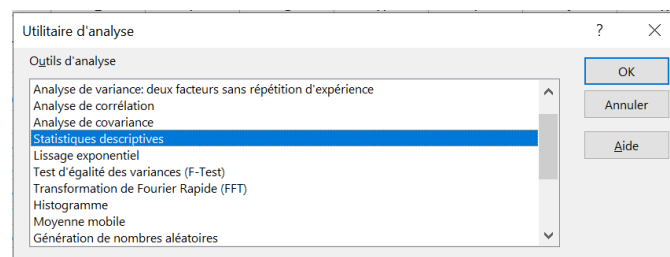 Utilitaire d'analyse ?
Outils d'analyse
OK
Annuler
Aide
Analyse de variance: deux facteurs sans répétition d'expérience
Analyse de corrélation
Analyse de covariance
Statistiques descriptives
Lissage exponentiel
Test d'égalité des variances (F-Test)
Transformation de Fourier Rapide (FFT)
Histogramme
Moyenne mobile
Génération de nombres aléatoires